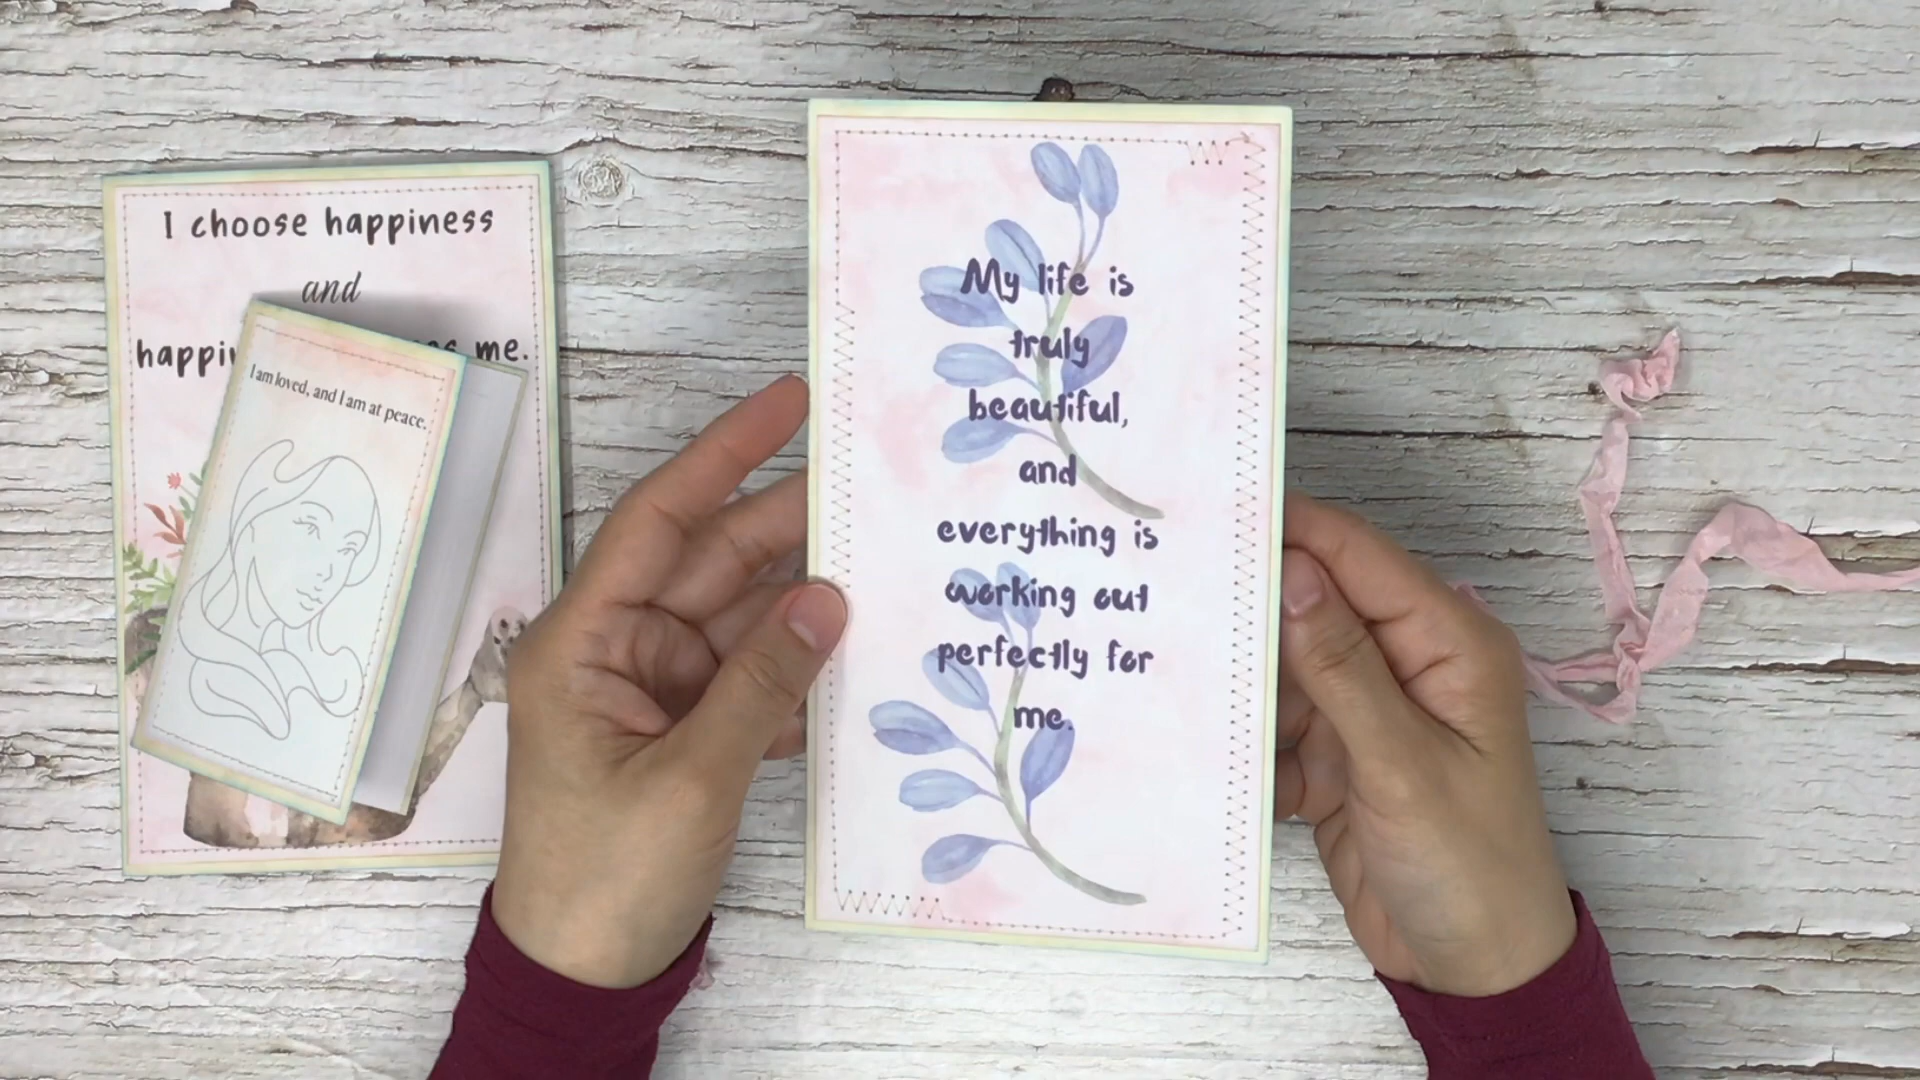 I choose happiness
and
me.
I am loved, and I am at peace.
My life is
truly
beautiful,
and
everything is
working out
perfectly for
me.